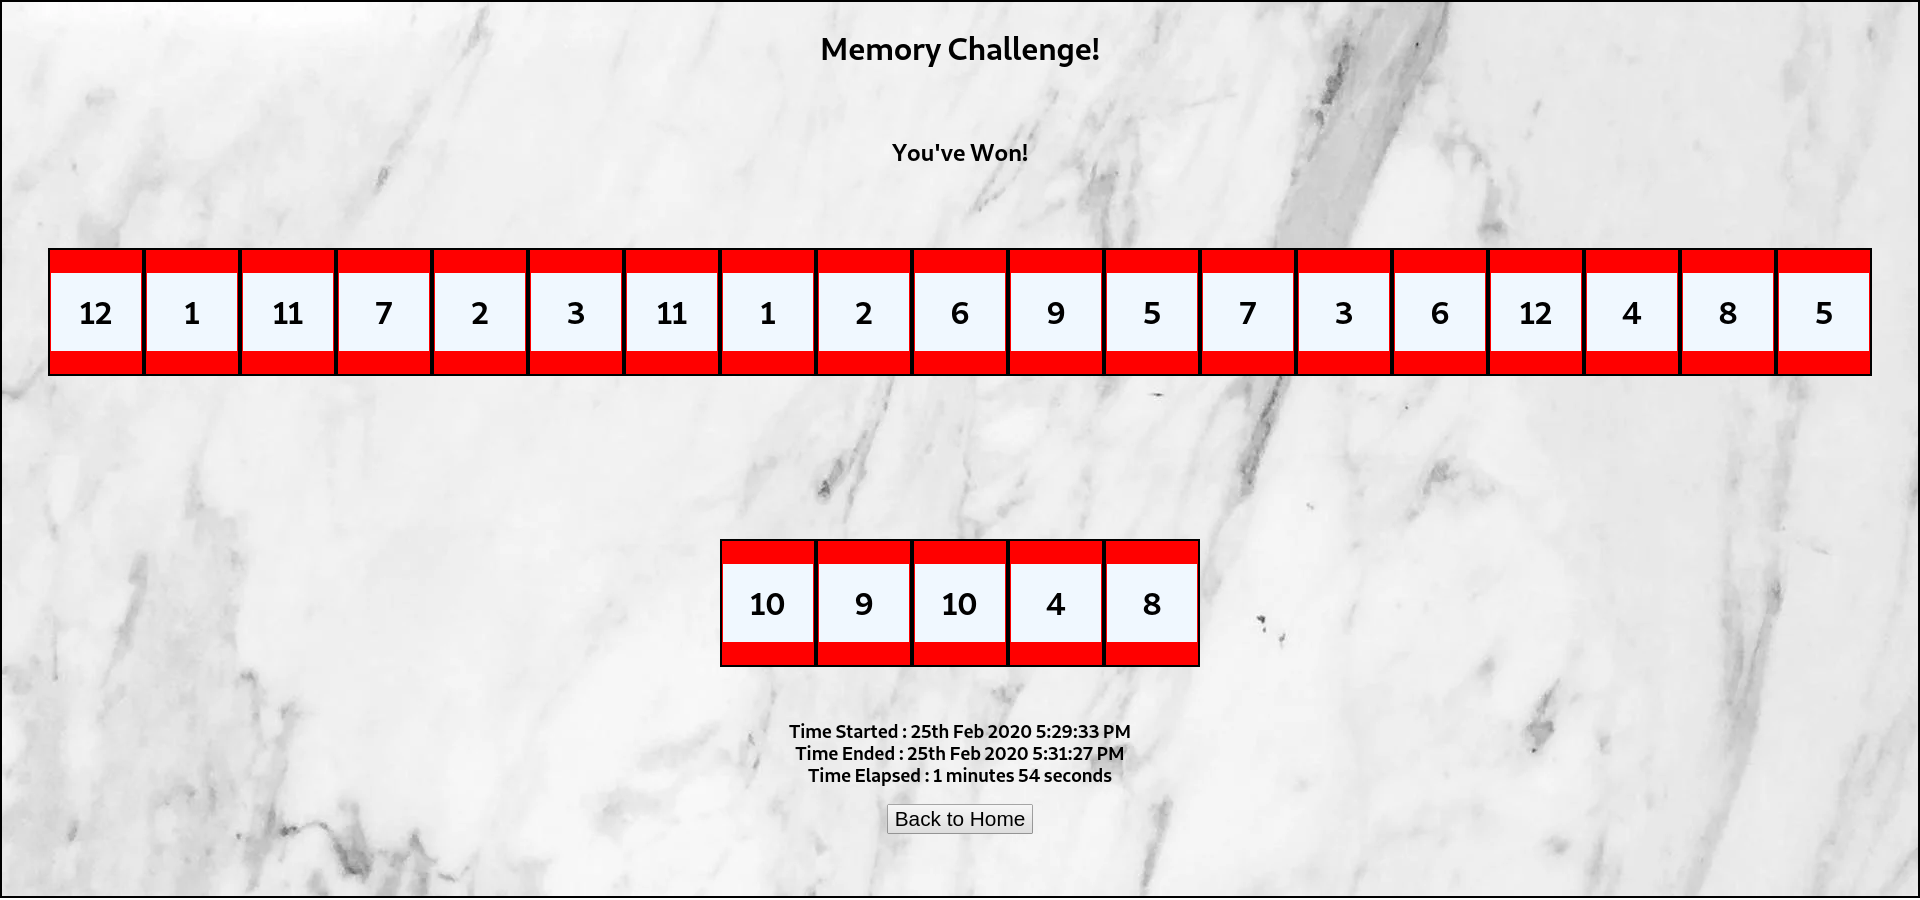 Memory Challenge!
You've Won!
12 1 11 7 2 3 11 1 2 6 9 5 7 3 6 12 4 8 5
10 9 10 4 8
Time Started : 25th Feb 2020 5:29:33 PM
Time Ended : 25th Feb 2020 5:31:27 PM
Time Elapsed : 1 minutes 54 seconds
Back to Home